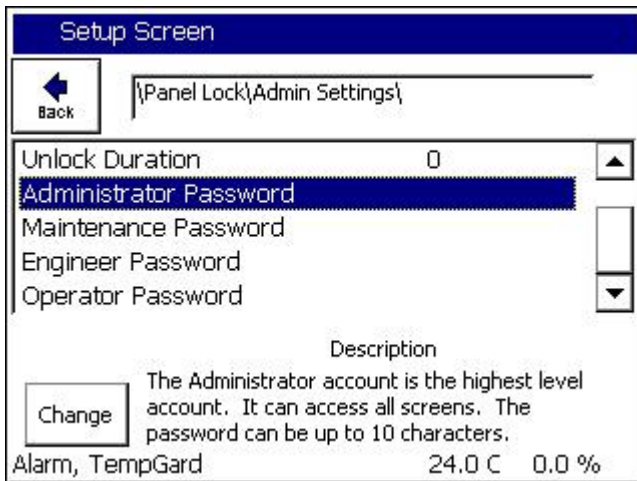 Setup Screen
Back
\Panel Lock\Admin Settings\
Unlock Duration 0
Administrator Password
Maintenance Password
Engineer Password
Operator Password
Description
The Administrator account is the highest level
account. It can access all screens. The
password can be up to 10 characters.
Change
Alarm, TempGard 24.0 C 0.0 %